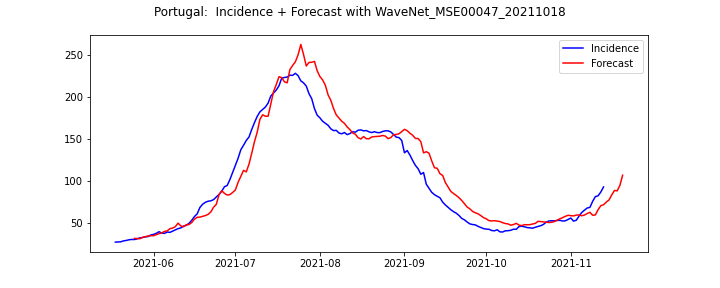 Portugal:  Incidence + Forecast with WaveNet_MSE00047_20211018
Incidence
Forecast
250
200
150
100
50
2021-06 2021-07 2021-08 2021-09 2021-10 2021-11